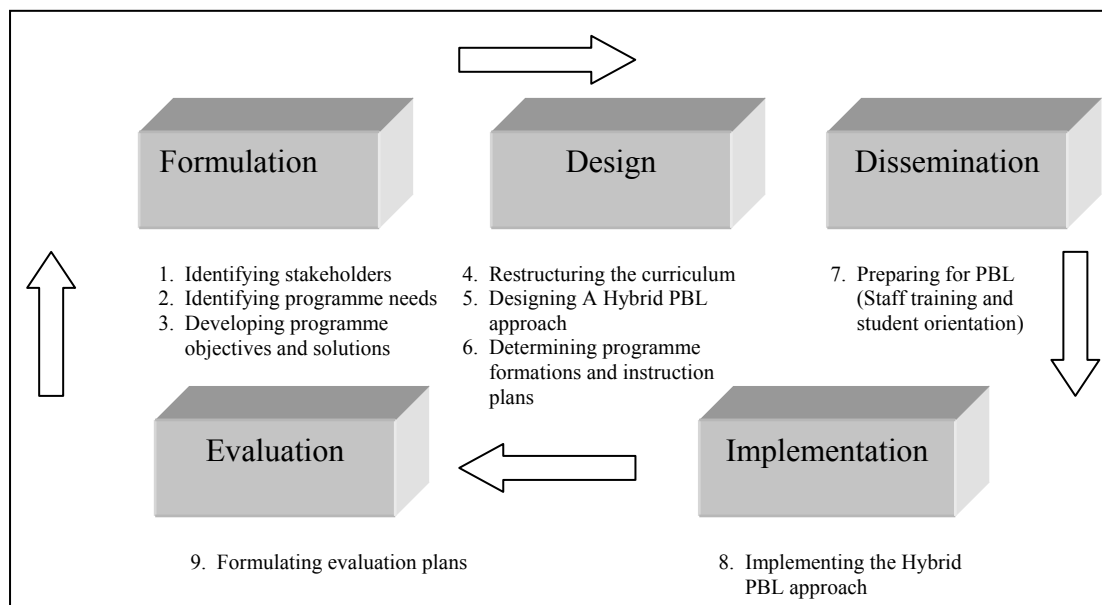 Formulation
Design
Dissemination
1. Identifying stakeholders
2. Identifying programme needs
3. Developing programme
objectives and solutions
4. Restructuring the curriculum
5. Designing A Hybrid PBL
approach
6. Determining programme
formations and instruction
plans
7. Preparing for PBL
(Staff training and
student orientation)
Evaluation
Implementation
9. Formulating evaluation plans
8. Implementing the Hybrid
PBL approach